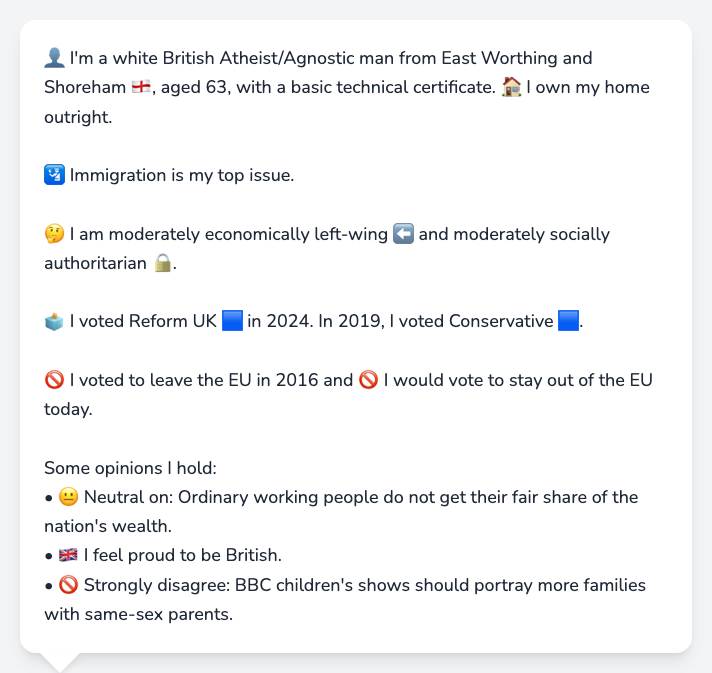 👤 I'm a white British Atheist/Agnostic man from East Worthing and
Shoreham 🏴󠁧󠁢󠁥󠁮󠁧󠁿, aged 63, with a basic technical certificate. 🏠 I own my home
outright.
🛂 Immigration is my top issue.
🤔 I am moderately economically left-wing ⬅️ and moderately socially
authoritarian 🔒.
🗳️ I voted Reform UK 🟦 in 2024. In 2019, I voted Conservative 🟦.
🚫 I voted to leave the EU in 2016 and 🚫 I would vote to stay out of the EU
today.
Some opinions I hold:
• 😐 Neutral on: Ordinary working people do not get their fair share of the
nation's wealth.
• 🇬🇧 I feel proud to be British.
• 🚫 Strongly disagree: BBC children's shows should portray more families
with same-sex parents.